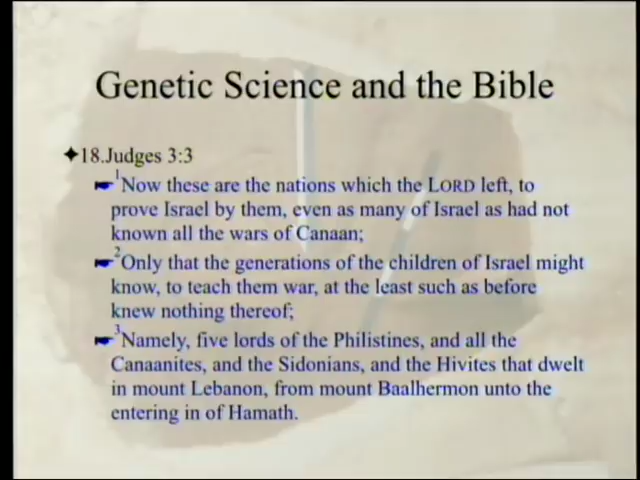 Genetic Science and the Bible
✦18.Judges 3:3
☛1Now these are the nations which the LORD left, to
prove Israel by them, even as many of Israel as had not
known all the wars of Canaan;
☛2Only that the generations of the children of Israel might
know, to teach them war, at the least such as before
knew nothing thereof;
☛3Namely, five lords of the Philistines, and all the
Canaanites, and the Sidonians, and the Hivites that dwelt
in mount Lebanon, from mount Baalhermon unto the
entering in of Hamath.